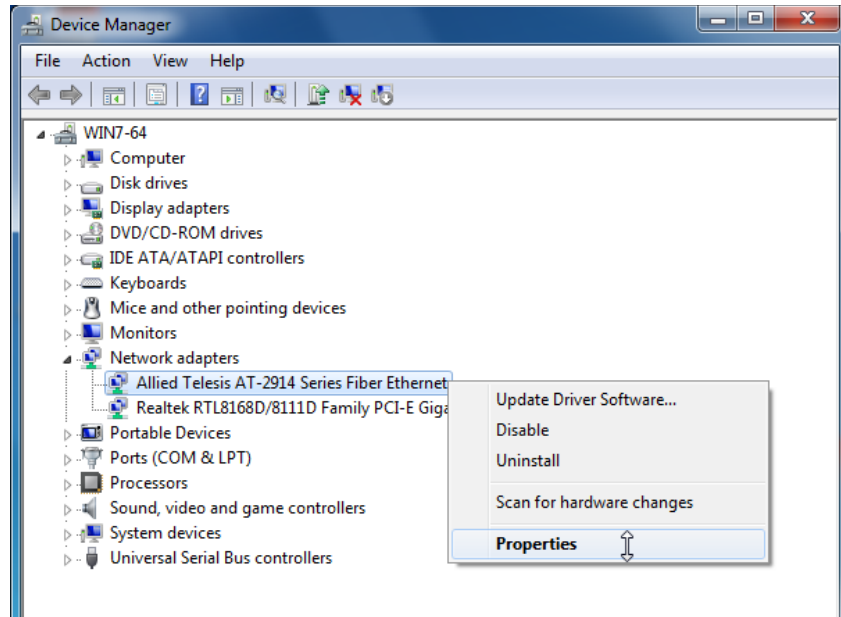 Device Manager
File Action View Help
WIN7-64
Computer
Disk drives
Display adapters
DVD/CD-ROM drives
IDE ATA/ATAPI controllers
Keyboards
Mice and other pointing devices
Monitors
Network adapters
Allied Telesis AT-2914 Series Fiber Ethernet
Realtek RTL8168D/8111D Family PCI-E Giga
Portable Devices
Ports (COM & LPT)
Processors
Sound, video and game controllers
System devices
Universal Serial Bus controllers
Update Driver Software...
Disable
Uninstall
Scan for hardware changes
Properties